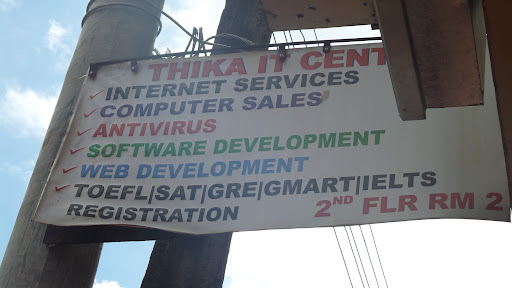 THIKA IT CENT
INTERNET SERVICES
COMPUTER SALES
ANTIVIRUS
SOFTWARE DEVELOPMENT
WEB DEVELOPMENT
TOEFL|SAT|GRE|GMART|IELTS
REGISTRATION
2ND FLR RM 2